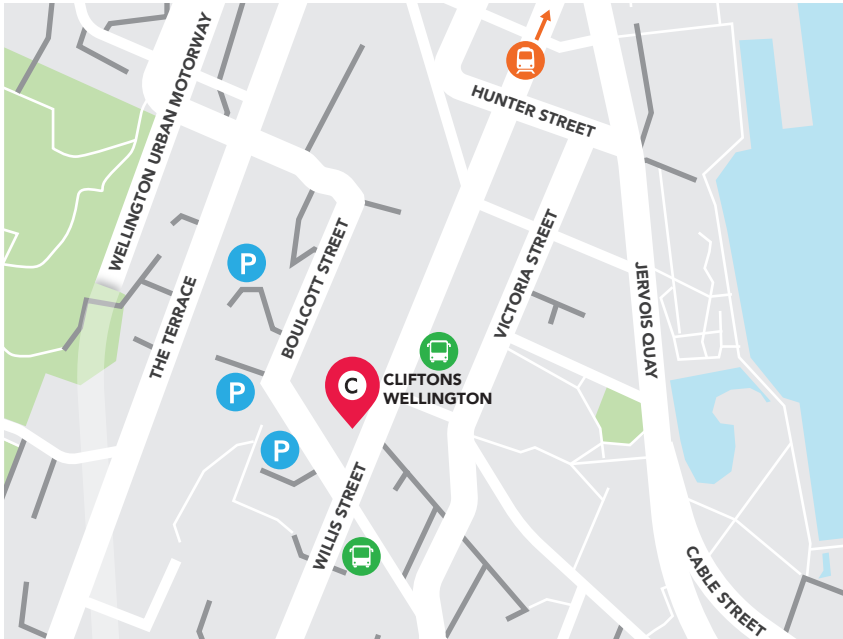 WELLINGTON URBAN MOTORWAY
HUNTER STREET
P
BOULCOTT STREET
VICTORIA STREET
JERVOIS QUAY
THE TERRACE
C
CLIFTONS
WELLINGTON
P
P
WILLIS STREET
CABLE STREET